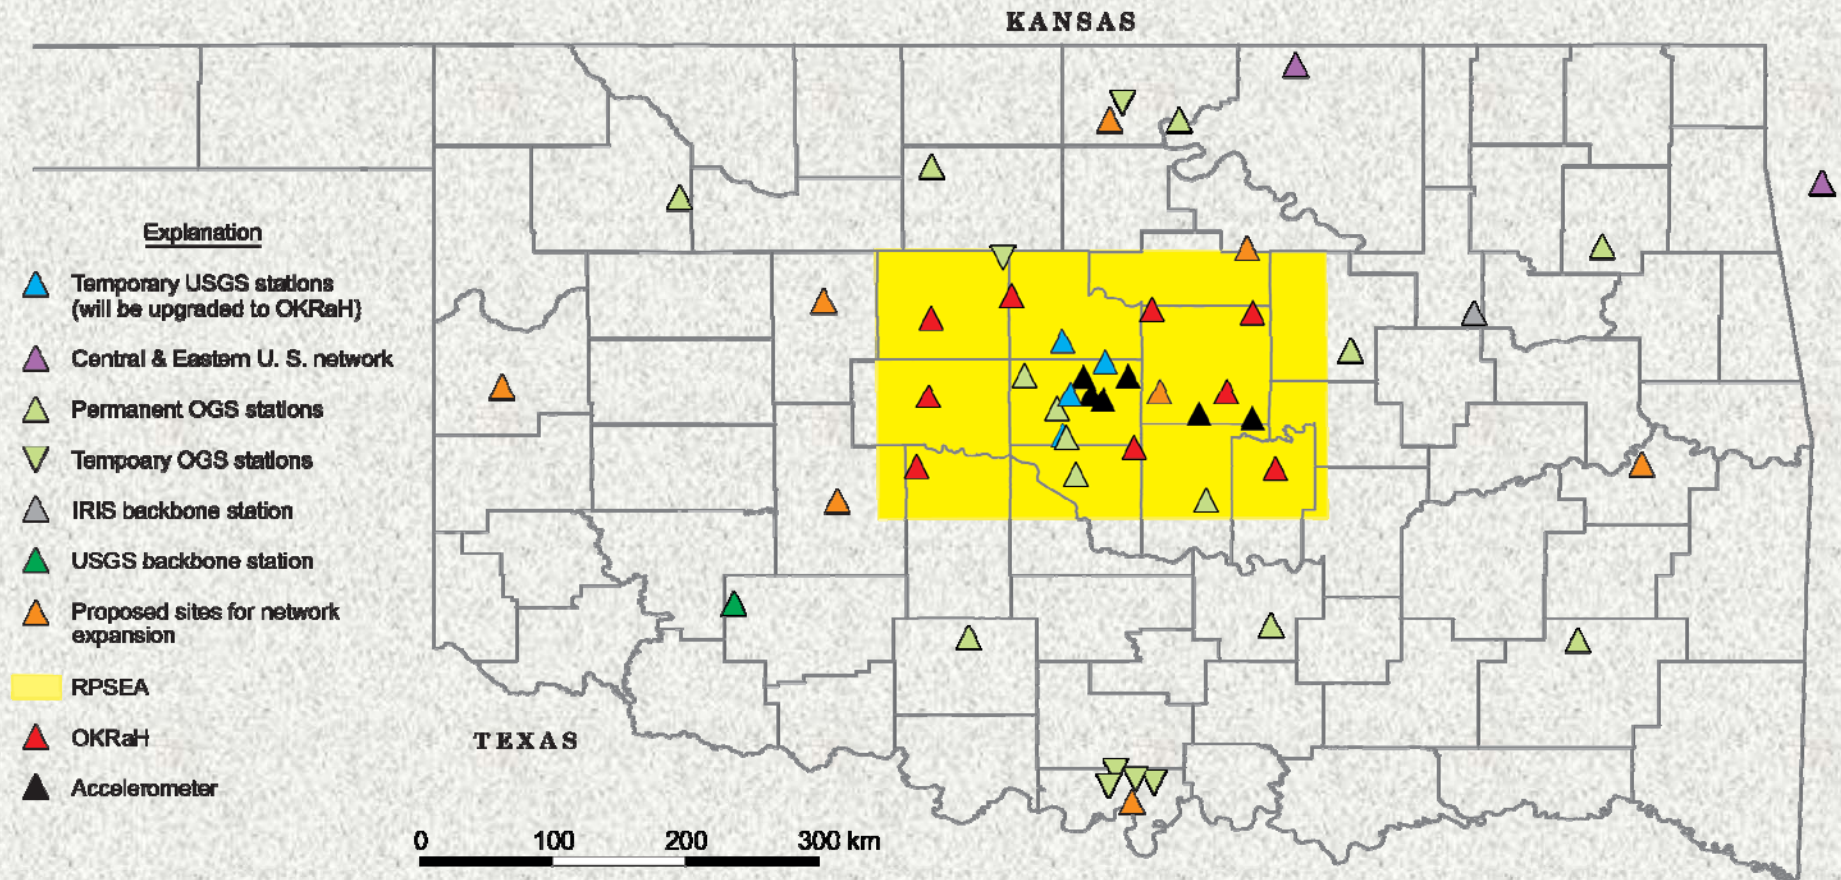 KANSAS
Explanation
Temporary USGS stations
(will be upgraded to OKRaH)
Central & Eastern U. S. network
Permanent OGS stations
Tempoary OGS stations
IRIS backbone station
USGS backbone station
Proposed sites for network
expansion
RPSEA
OKRaH
Accelerometer
TEXAS
0 100 200 300 km